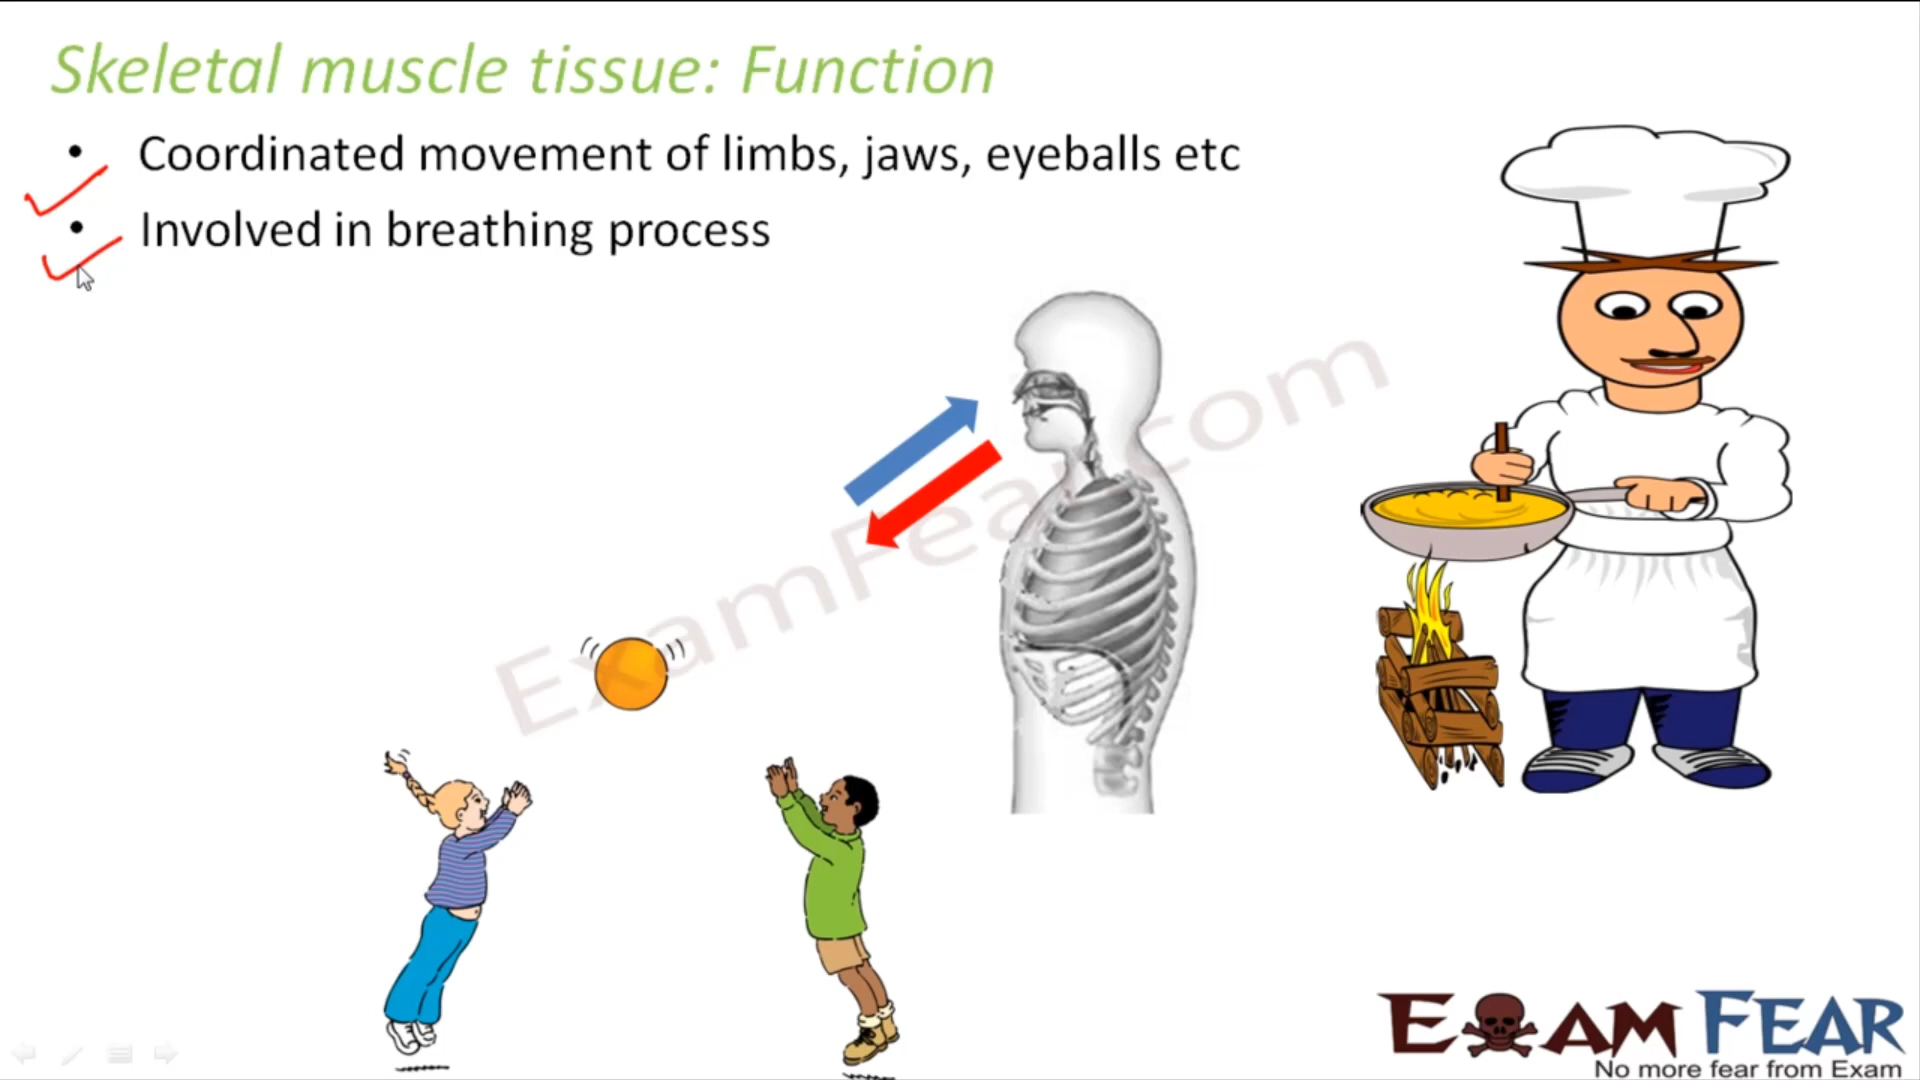 Skeletal muscle tissue: Function
• Coordinated movement of limbs, jaws, eyeballs etc
• Involved in breathing process
ExamFear.com
EXAM FEAR
No more fear from Exam